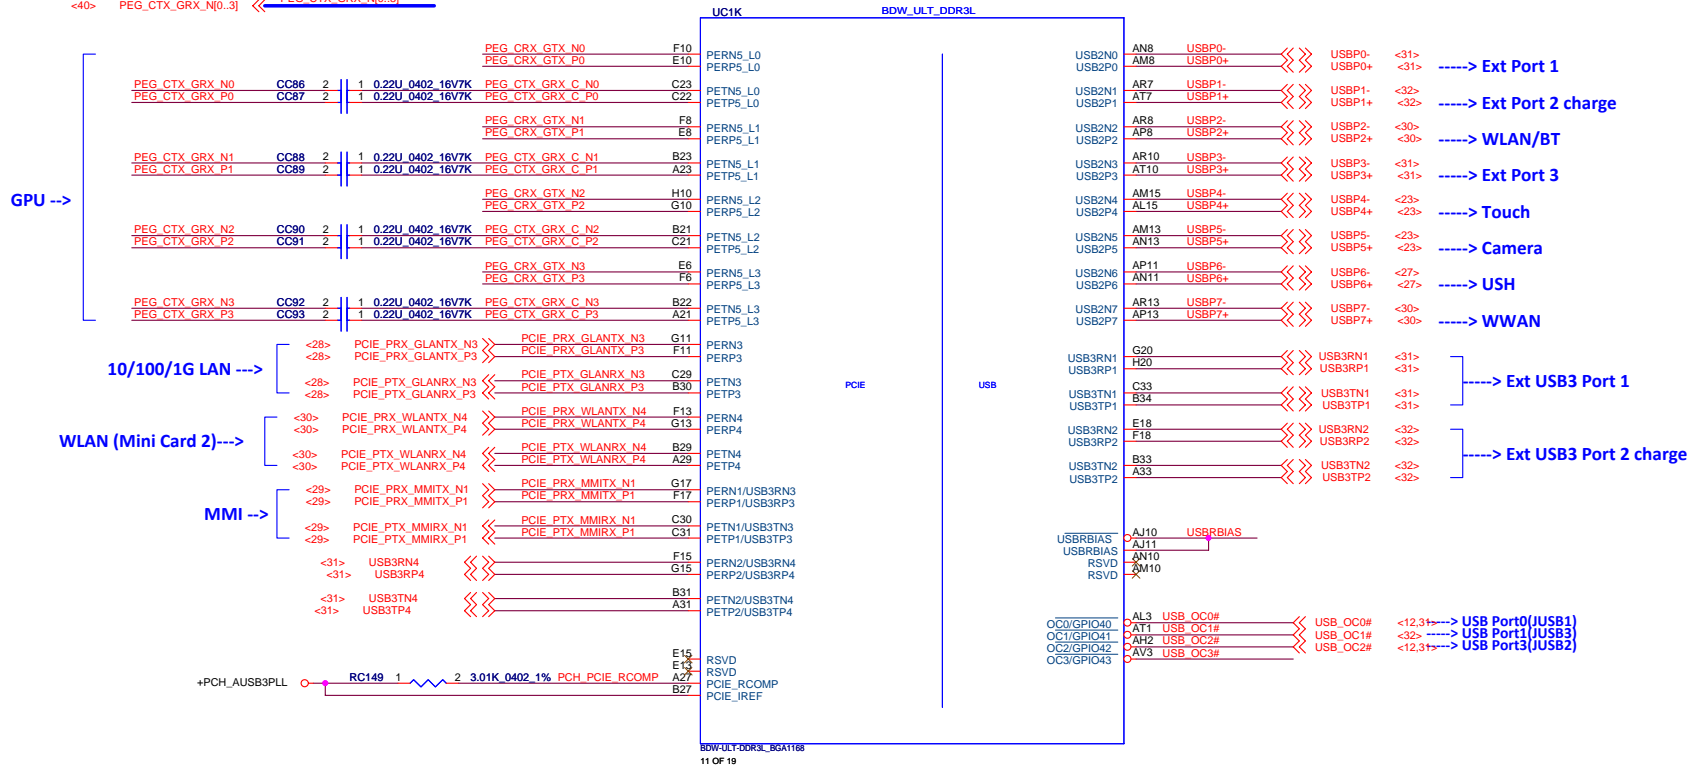 <40> PEG_CTX_GRX_N[0..3]
UC1K BDW_ULT_DDR3L
GPU -->
PEG_CRX_GTX_N0 F10 PERN5_L0
PEG_CRX_GTX_P0 E10 PERP5_L0
PEG_CTX_GRX_N0 CC86 2 1 0.22U_0402_16V7K PEG_CTX_GRX_C_N0 C23 PETN5_L0
PEG_CTX_GRX_P0 CC87 2 1 0.22U_0402_16V7K PEG_CTX_GRX_C_P0 C22 PETP5_L0
PEG_CRX_GTX_N1 F8 PERN5_L1
PEG_CRX_GTX_P1 E8 PERP5_L1
PEG_CTX_GRX_N1 CC88 2 1 0.22U_0402_16V7K PEG_CTX_GRX_C_N1 B23 PETN5_L1
PEG_CTX_GRX_P1 CC89 2 1 0.22U_0402_16V7K PEG_CTX_GRX_C_P1 A23 PETP5_L1
PEG_CRX_GTX_N2 H10 PERN5_L2
PEG_CRX_GTX_P2 G10 PERP5_L2
PEG_CTX_GRX_N2 CC90 2 1 0.22U_0402_16V7K PEG_CTX_GRX_C_N2 B21 PETN5_L2
PEG_CTX_GRX_P2 CC91 2 1 0.22U_0402_16V7K PEG_CTX_GRX_C_P2 C21 PETP5_L2
PEG_CRX_GTX_N3 E6 PERN5_L3
PEG_CRX_GTX_P3 F6 PERP5_L3
PEG_CTX_GRX_N3 CC92 2 1 0.22U_0402_16V7K PEG_CTX_GRX_C_N3 B22 PETN5_L3
PEG_CTX_GRX_P3 CC93 2 1 0.22U_0402_16V7K PEG_CTX_GRX_C_P3 A21 PETP5_L3
10/100/1G LAN --->
<28> PCIE_PRX_GLANTX_N3 PCIE_PRX_GLANTX_N3 G11 PERN3
<28> PCIE_PRX_GLANTX_P3 PCIE_PRX_GLANTX_P3 F11 PERP3
<28> PCIE_PTX_GLANRX_N3 PCIE_PTX_GLANRX_N3 C29 PETN3
<28> PCIE_PTX_GLANRX_P3 PCIE_PTX_GLANRX_P3 B30 PETP3
WLAN (Mini Card 2)--->
<30> PCIE_PRX_WLANTX_N4 PCIE_PRX_WLANTX_N4 F13 PERN4
<30> PCIE_PRX_WLANTX_P4 PCIE_PRX_WLANTX_P4 G13 PERP4
<30> PCIE_PTX_WLANRX_N4 PCIE_PTX_WLANRX_N4 B29 PETN4
<30> PCIE_PTX_WLANRX_P4 PCIE_PTX_WLANRX_P4 A29 PETP4
MMI -->
<29> PCIE_PRX_MMITX_N1 PCIE_PRX_MMITX_N1 G17 PERN1/USB3RN3
<29> PCIE_PRX_MMITX_P1 PCIE_PRX_MMITX_P1 F17 PERP1/USB3RP3
<29> PCIE_PTX_MMIRX_N1 PCIE_PTX_MMIRX_N1 C30 PETN1/USB3TN3
<29> PCIE_PTX_MMIRX_P1 PCIE_PTX_MMIRX_P1 C31 PETP1/USB3TP3
<31> USB3RN4 F15 PERN2/USB3RN4
<31> USB3RP4 G15 PERP2/USB3RP4
<31> USB3TN4 B31 PETN2/USB3TN4
<31> USB3TP4 A31 PETP2/USB3TP4
E15 RSVD
E13 RSVD
+PCH_AUSB3PLL RC149 1 2 3.01K_0402_1% PCH_PCIE_RCOMP A27 PCIE_RCOMP
B27 PCIE_IREF
PCIE USB
USB2N0 AN8 USBP0- USBP0- <31>
USB2P0 AM8 USBP0+ USBP0+ <31> -----> Ext Port 1
USB2N1 AR7 USBP1- USBP1- <32>
USB2P1 AT7 USBP1+ USBP1+ <32> -----> Ext Port 2 charge
USB2N2 AR8 USBP2- USBP2- <30>
USB2P2 AP8 USBP2+ USBP2+ <30> -----> WLAN/BT
USB2N3 AR10 USBP3- USBP3- <31>
USB2P3 AT10 USBP3+ USBP3+ <31> -----> Ext Port 3
USB2N4 AM15 USBP4- USBP4- <23>
USB2P4 AL15 USBP4+ USBP4+ <23> -----> Touch
USB2N5 AM13 USBP5- USBP5- <23>
USB2P5 AN13 USBP5+ USBP5+ <23> -----> Camera
USB2N6 AP11 USBP6- USBP6- <27>
USB2P6 AN11 USBP6+ USBP6+ <27> -----> USH
USB2N7 AR13 USBP7- USBP7- <30>
USB2P7 AP13 USBP7+ USBP7+ <30> -----> WWAN
USB3RN1 G20 USB3RN1 <31>
USB3RP1 H20 USB3RP1 <31>
-----> Ext USB3 Port 1
USB3TN1 C33 USB3TN1 <31>
USB3TP1 B34 USB3TP1 <31>
USB3RN2 E18 USB3RN2 <32>
USB3RP2 F18 USB3RP2 <32>
-----> Ext USB3 Port 2 charge
USB3TN2 B33 USB3TN2 <32>
USB3TP2 A33 USB3TP2 <32>
USBRBIAS AJ10 USBRBIAS
USBRBIAS AJ11
RSVD AN10
RSVD AM10
OC0/GPIO40 AL3 USB_OC0# USB_OC0# <12,31> -----> USB Port0(JUSB1)
OC1/GPIO41 AT1 USB_OC1# USB_OC1# <32> -----> USB Port1(JUSB3)
OC2/GPIO42 AH2 USB_OC2# USB_OC2# <12,31> -----> USB Port3(JUSB2)
OC3/GPIO43 AV3 USB_OC3#
BDW-ULT-DDR3L_BGA1168
11 OF 19